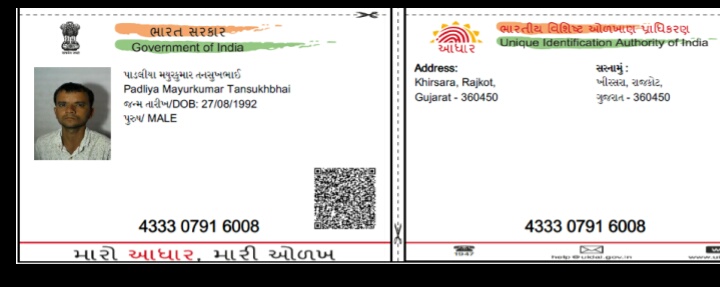 ભારત સરકાર
Government of India
પાડલીયા મયુરકુમાર તનસુખભાઈ
Padliya Mayurkumar Tansukhbhai
જન્મ તારીખ/DOB: 27/08/1992
પુરુષ/ MALE
4333 0791 6008
મારો આધાર, મારી ઓળખ
ભારતીય વિશિષ્ટ ઓળખાણ પ્રાધિકરણ
Unique Identification Authority of India
આધાર
Address:
Khirsara, Rajkot,
Gujarat - 360450
સરનામું :
ખીરસરા, રાજકોટ,
ગુજરાત - 360450
4333 0791 6008
1947
help@uidai.gov.in